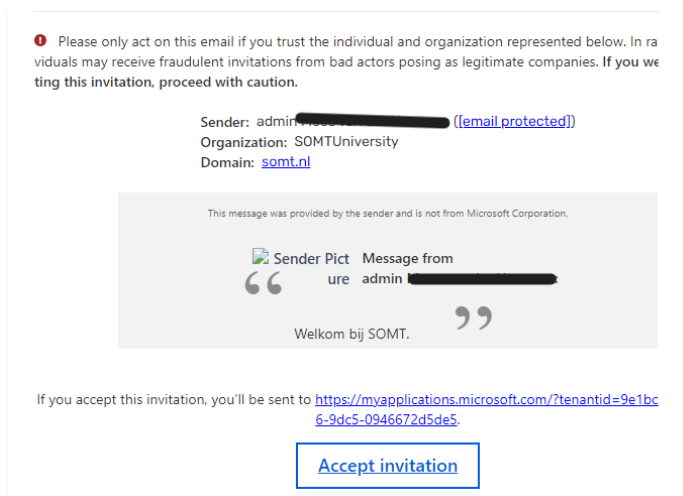 Please only act on this email if you trust the individual and organization represented below. In ra
viduals may receive fraudulent invitations from bad actors posing as legitimate companies. If you we
ting this invitation, proceed with caution.
Sender: admin ([email protected])
Organization: SOMTUniversity
Domain: somt.nl
This message was provided by the sender and is not from Microsoft Corporation.
Sender Pict
ure
Message from
admin
“
”
Welkom bij SOMT.
If you accept this invitation, you'll be sent to https://myapplications.microsoft.com/?tenantid=9e1bc
6-9dc5-0946672d5de5.
Accept invitation